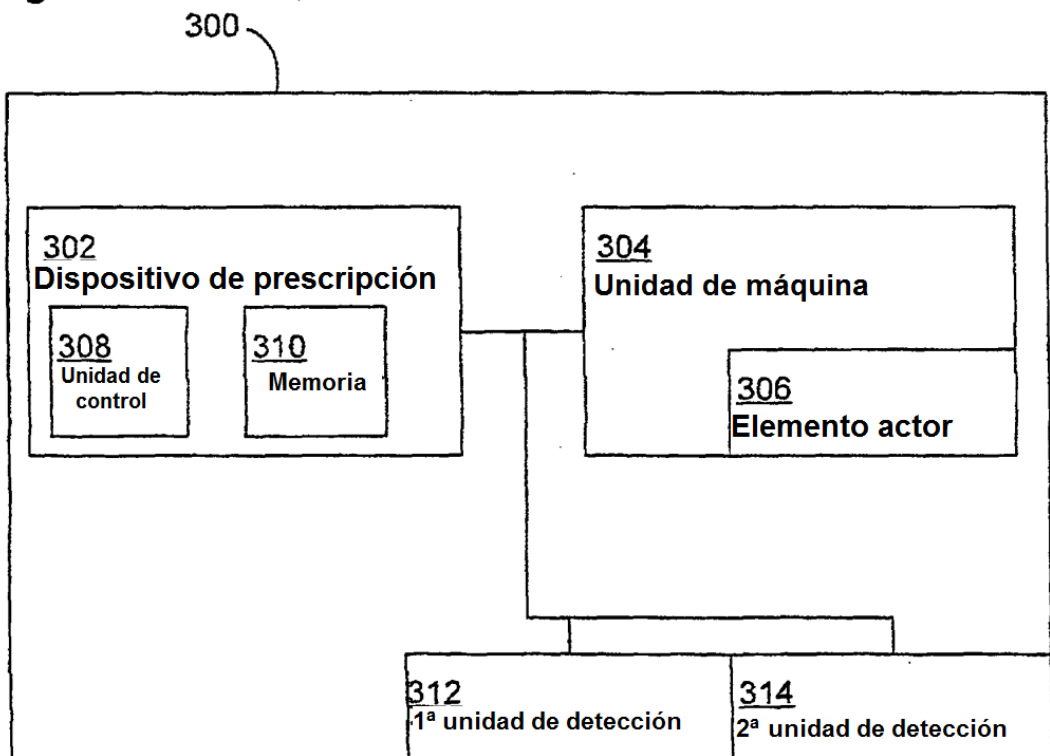 300
302
Dispositivo de prescripción
308
Unidad de
control
310
Memoria
304
Unidad de máquina
306
Elemento actor
312
1ª unidad de detección
314
2ª unidad de detección